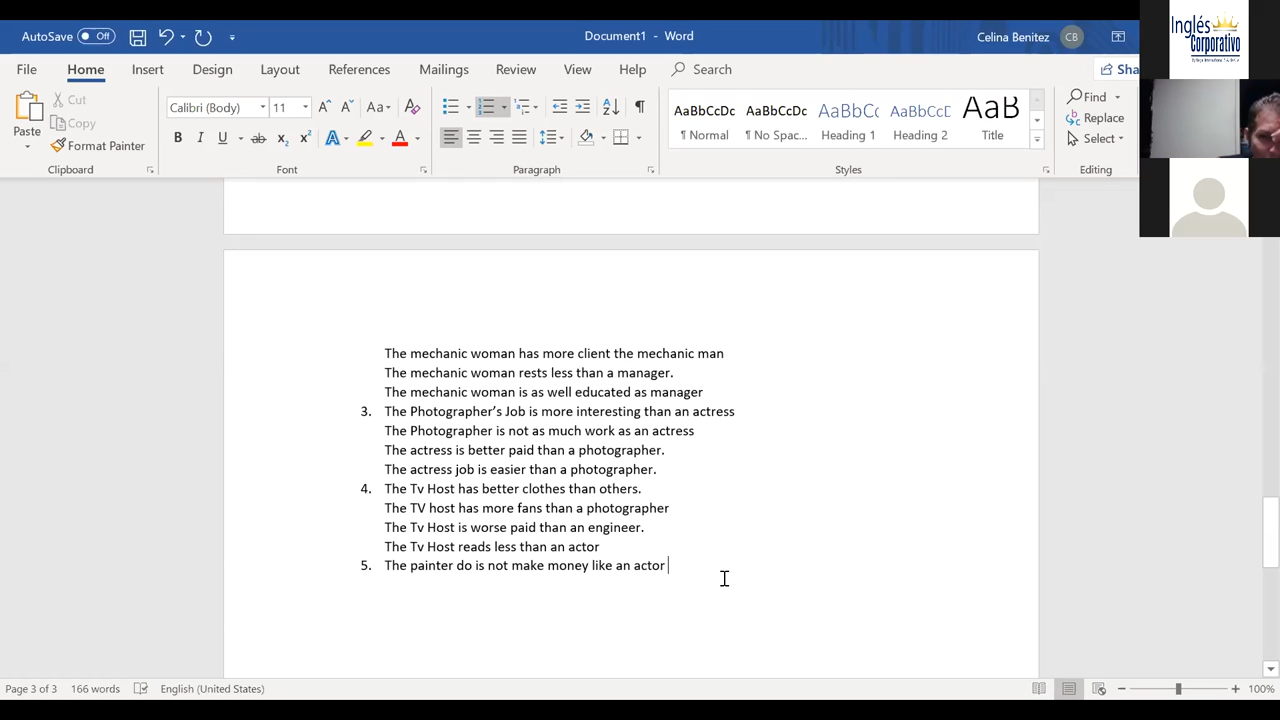 AutoSave Off Document1 - Word Celina Benitez CB
Inglés
Corporativo
File Home Insert Design Layout References Mailings Review View Help Search Sha
Paste Cut Copy Format Painter Calibri (Body) 11 AaBbCcDc AaBbCcDc AaBbCc AaBbCcD AaB Find Replace Select
¶ Normal ¶ No Spac... Heading 1 Heading 2 Title
Clipboard Font Paragraph Styles Editing
The mechanic woman has more client the mechanic man
The mechanic woman rests less than a manager.
The mechanic woman is as well educated as manager
3. The Photographer’s Job is more interesting than an actress
The Photographer is not as much work as an actress
The actress is better paid than a photographer.
The actress job is easier than a photographer.
4. The Tv Host has better clothes than others.
The TV host has more fans than a photographer
The Tv Host is worse paid than an engineer.
The Tv Host reads less than an actor
5. The painter do is not make money like an actor
Page 3 of 3 166 words English (United States) 100%